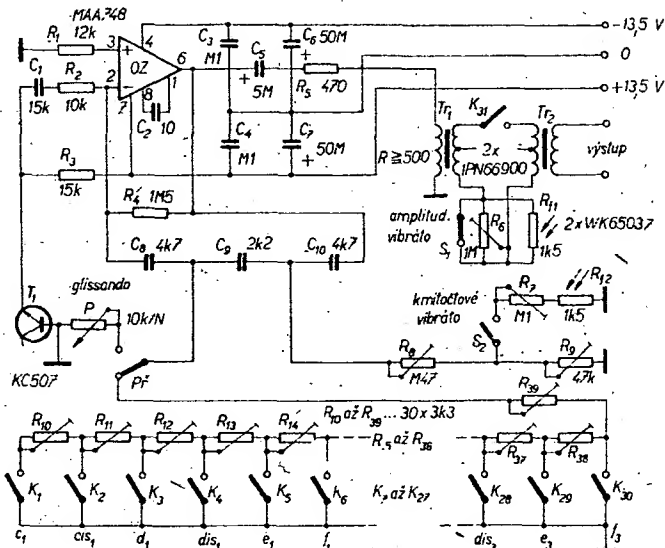 MAA748
R₁ 12k
3
+
4
OZ
6
1
C₁
R₂
2
7
8
15k
10k
C₂ 10
C₃
M1
C₅
+
5M
C₆ 50M
+
R₅ 470
-13,5 V
0
+13,5 V
R₃
15k
C₄
M1
C₇
50M
+
R ≧ 500
Tr₁
K₃₁
Tr₂
2x
1PN66900
výstup
R₄ 1M5
C₈ 4k7
C₉ 2k2
C₁₀ 4k7
amplitud.
vibráto
S₁
R₆
1M
R₁₁
1k5
2xWK65037
T₁
glissando
P
10k/N
KC507
Př
kmitočtové
vibráto
S₂
R₇
M1
R₁₂
1k5
R₈
M47
R₉
47k
R₃₉
R₁₀ až R₃₉ ... 30 x 3k3
R₁₀
R₁₁
R₁₂
R₁₃
R₁₄
R₁₅ až R₃₆
R₃₇
R₃₈
K₁
K₂
K₃
K₄
K₅
K₆
K₇ až K₂₇
K₂₈
K₂₉
K₃₀
c₁
cis₁
d₁
dis₁
e₁
f₁
dis₃
e₃
f₃